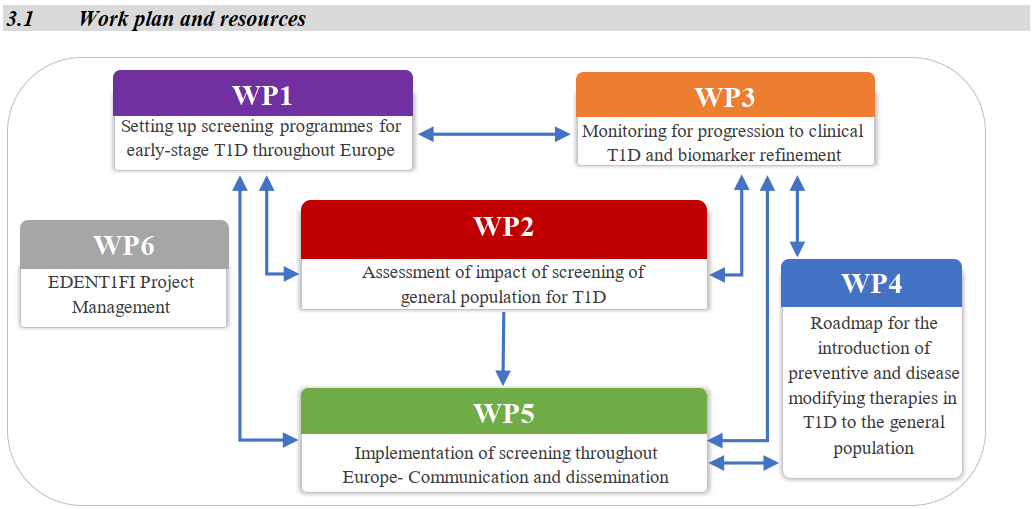 3.1 Work plan and resources
WP1
Setting up screening programmes for
early-stage T1D throughout Europe
WP3
Monitoring for progression to clinical
T1D and biomarker refinement
WP6
EDENT1FI Project
Management
WP2
Assessment of impact of screening of
general population for T1D
WP4
Roadmap for the
introduction of
preventive and disease
modifying therapies in
T1D to the general
population
WP5
Implementation of screening throughout
Europe- Communication and dissemination